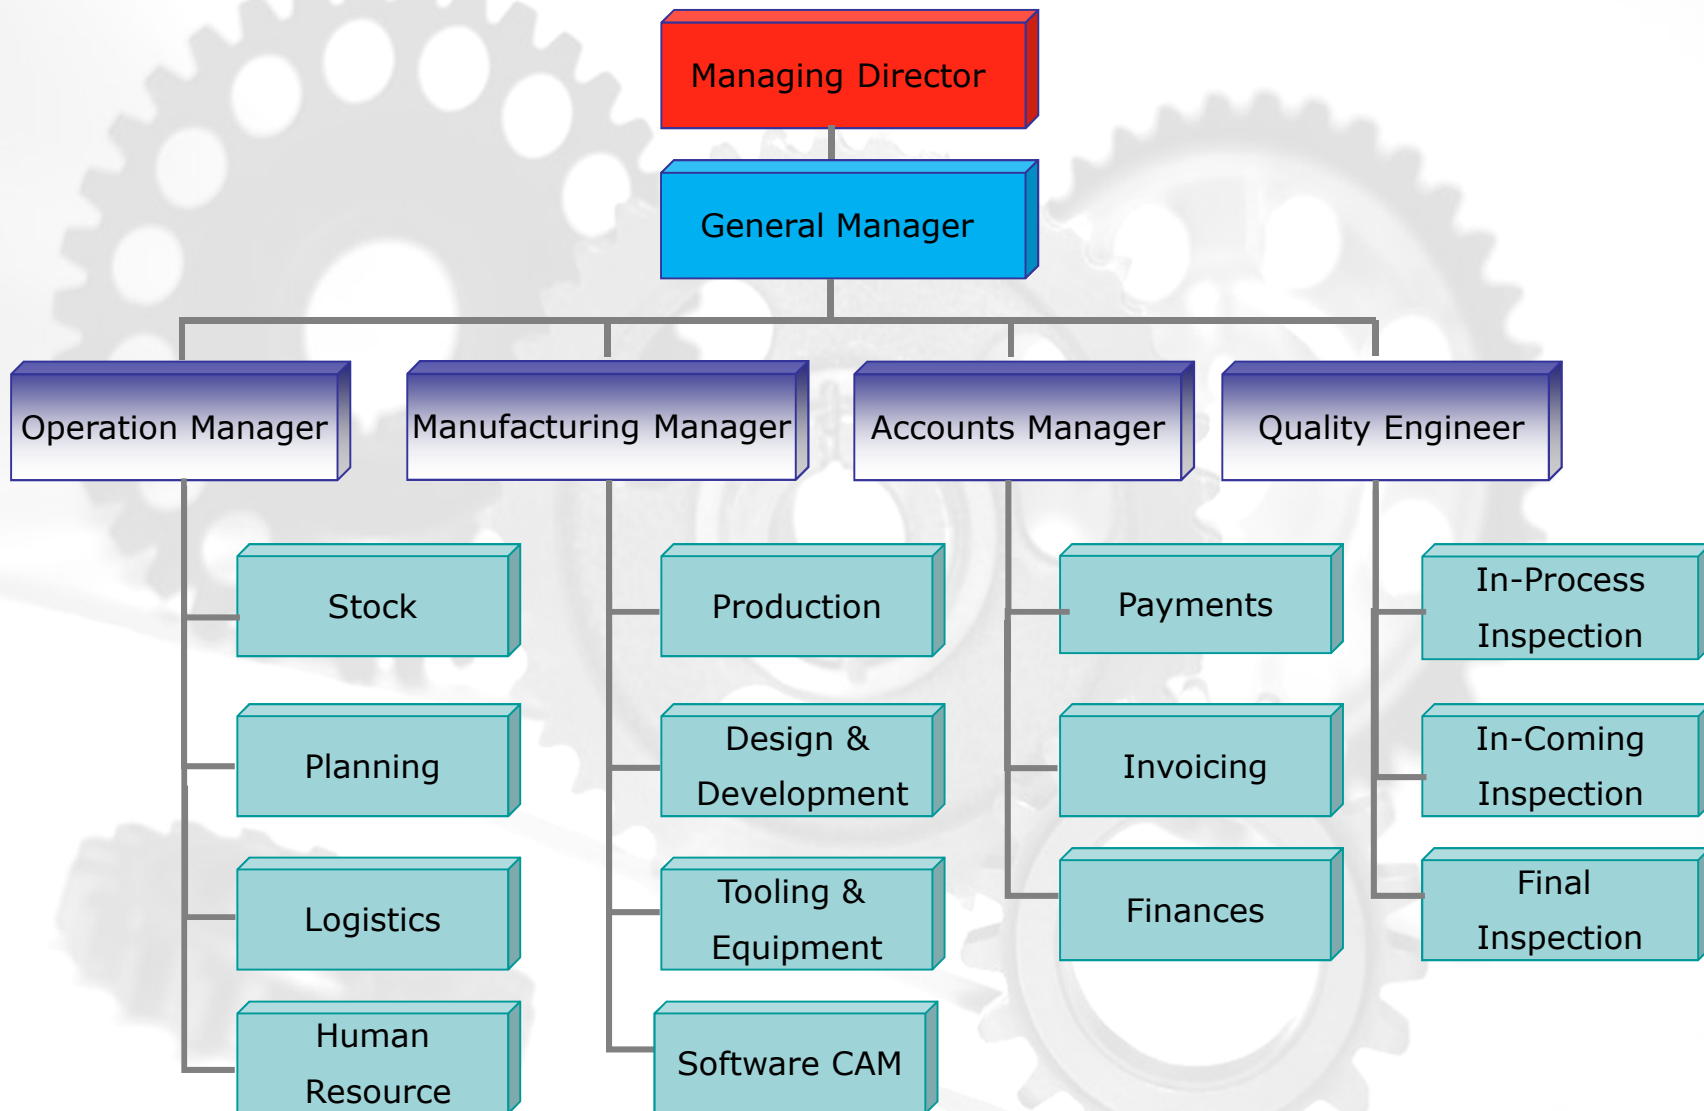 Managing Director
General Manager
Operation Manager
Manufacturing Manager
Accounts Manager
Quality Engineer
Stock
Production
Payments
In-Process
Inspection
Planning
Design &
Development
Invoicing
In-Coming
Inspection
Logistics
Tooling &
Equipment
Finances
Final
Inspection
Human
Resource
Software CAM